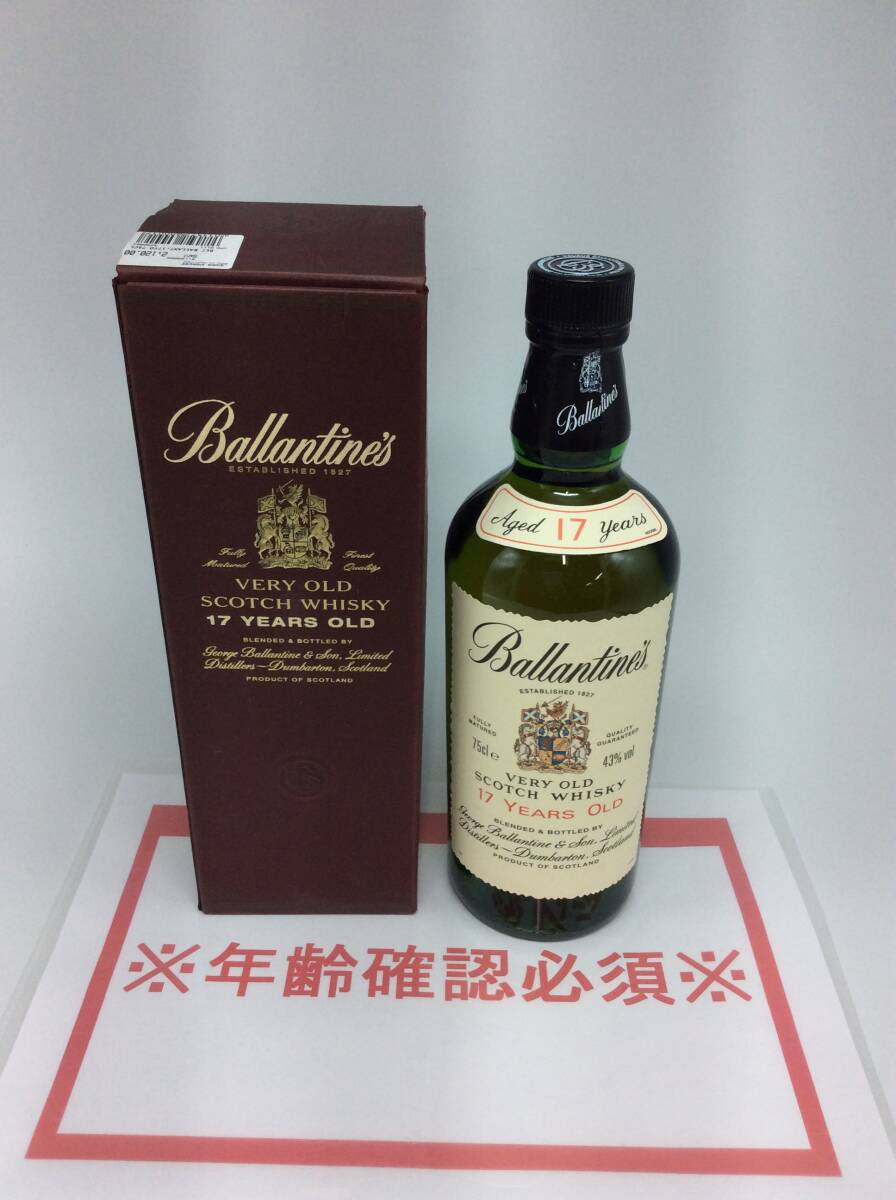 2,120.00
Ballantine's
ESTABLISHED 1827
Fully Matured
Finest Quality
VERY OLD
SCOTCH WHISKY
17 YEARS OLD
BLENDED & BOTTLED BY
George Ballantine & Son, Limited
Distillers—Dumbarton, Scotland
PRODUCT OF SCOTLAND
Ballantine's
Aged 17 Years
Ballantine's
ESTABLISHED 1827
FULLY MATURED
QUALITY GUARANTEED
75cl e
43% vol
VERY OLD
SCOTCH WHISKY
17 YEARS OLD
BLENDED & BOTTLED BY
George Ballantine & Son, Limited
Distillers—Dumbarton, Scotland
PRODUCT OF SCOTLAND
※年齢確認必須※